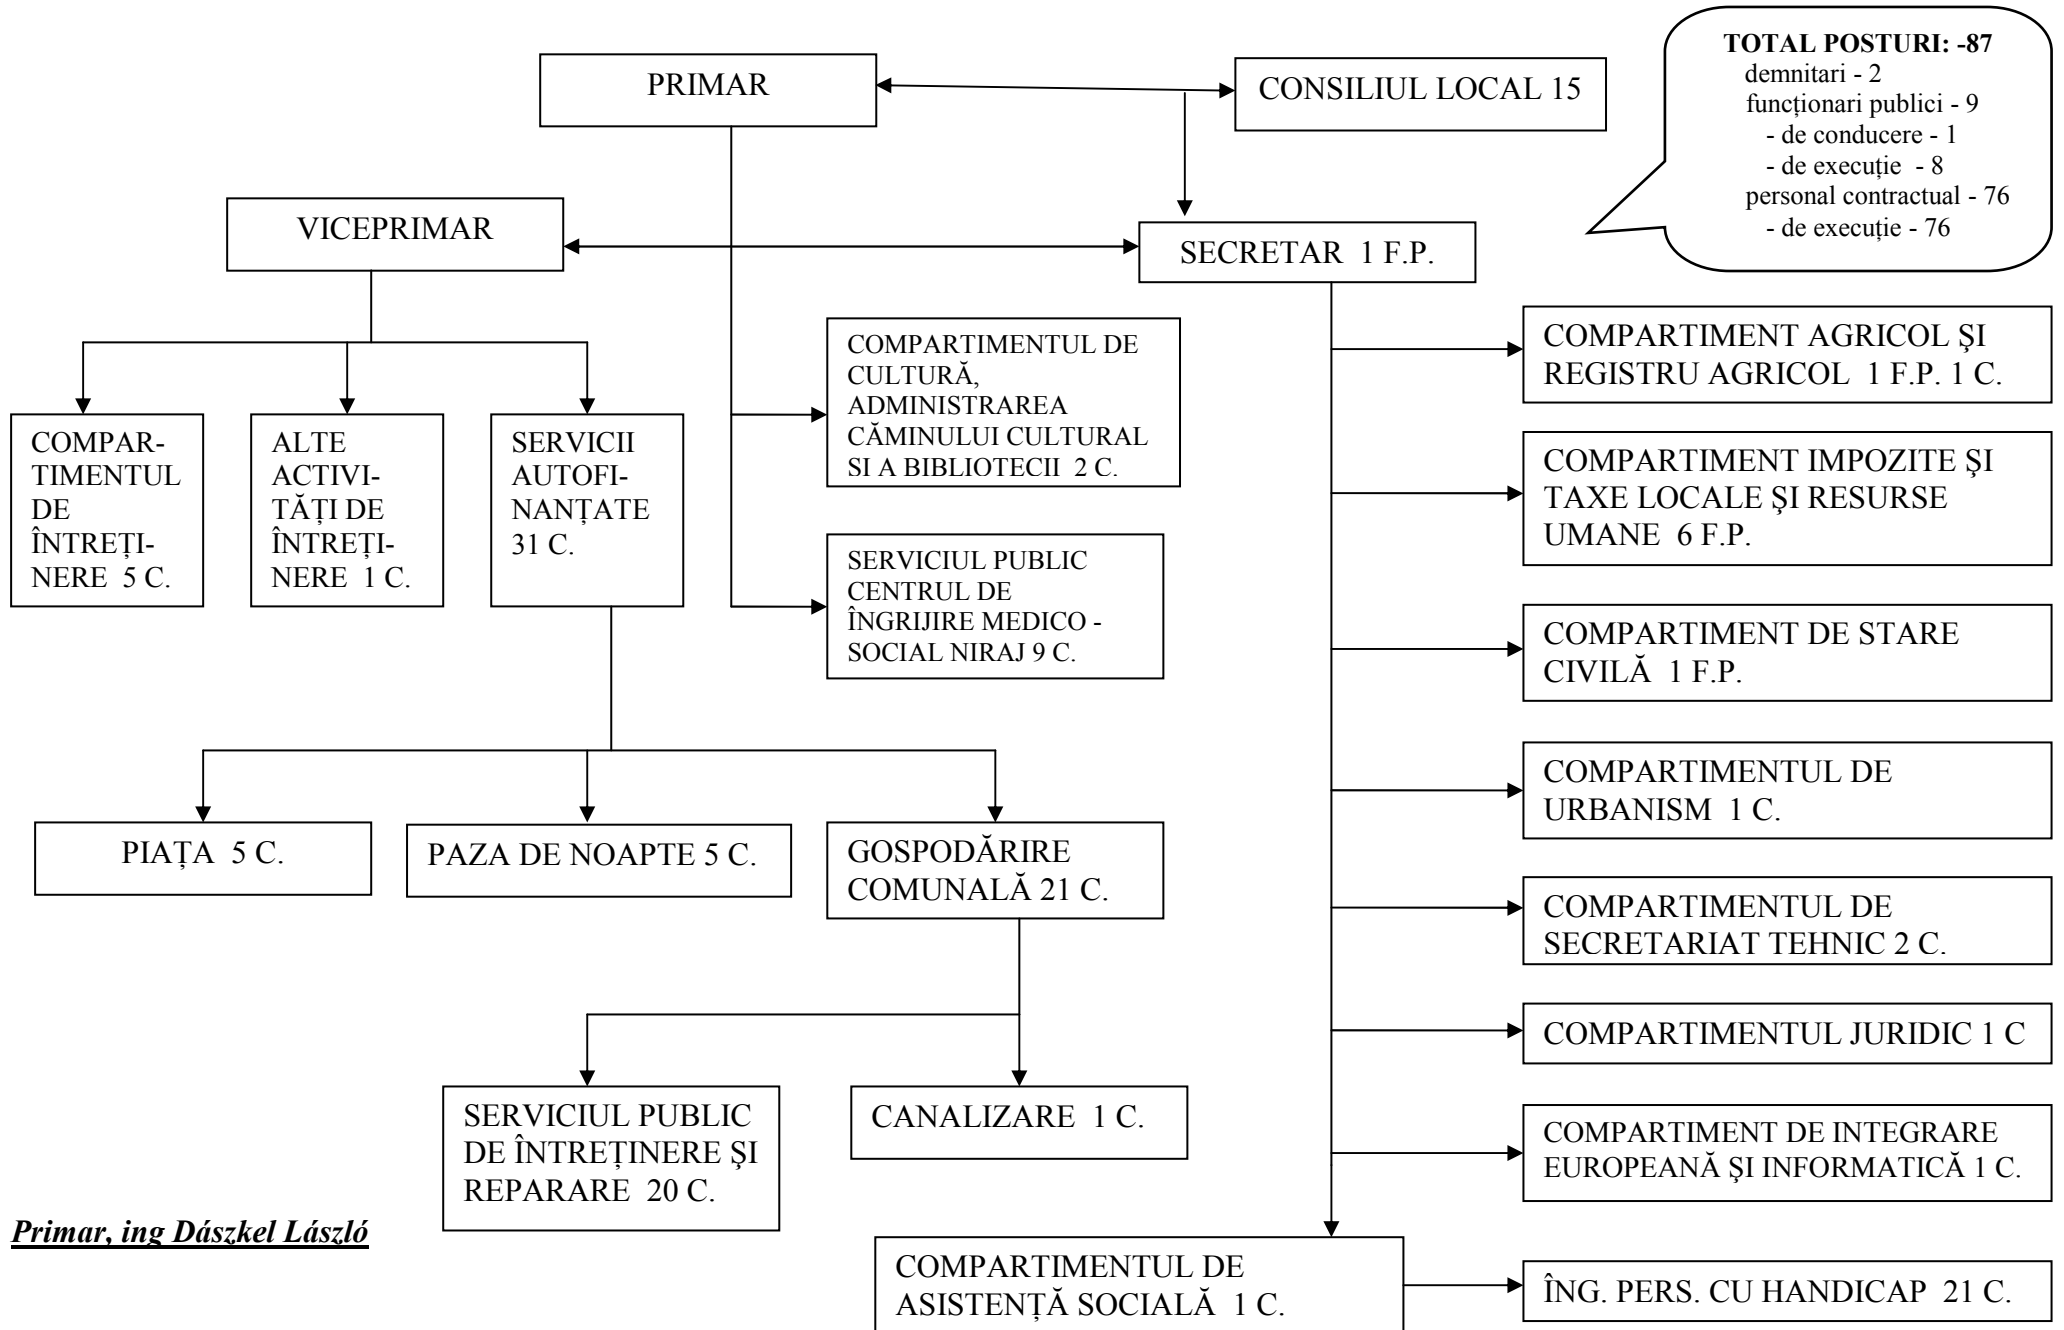 PRIMAR
CONSILIUL LOCAL 15
TOTAL POSTURI: -87
demnitari - 2
funcționari publici - 9
- de conducere - 1
- de execuție - 8
personal contractual - 76
- de execuție - 76
VICEPRIMAR
SECRETAR 1 F.P.
COMPAR-
TIMENTUL
DE
ÎNTREȚI-
NERE 5 C.
ALTE
ACTIVI-
TĂȚI DE
ÎNTREȚI-
NERE 1 C.
SERVICII
AUTOFI-
NANȚATE
31 C.
COMPARTIMENTUL DE
CULTURĂ,
ADMINISTRAREA
CĂMINULUI CULTURAL
SI A BIBLIOTECII 2 C.
SERVICIUL PUBLIC
CENTRUL DE
ÎNGRIJIRE MEDICO -
SOCIAL NIRAJ 9 C.
COMPARTIMENT AGRICOL ŞI
REGISTRU AGRICOL 1 F.P. 1 C.
COMPARTIMENT IMPOZITE ŞI
TAXE LOCALE ŞI RESURSE
UMANE 6 F.P.
COMPARTIMENT DE STARE
CIVILĂ 1 F.P.
COMPARTIMENTUL DE
URBANISM 1 C.
COMPARTIMENTUL DE
SECRETARIAT TEHNIC 2 C.
COMPARTIMENTUL JURIDIC 1 C
COMPARTIMENT DE INTEGRARE
EUROPEANĂ ŞI INFORMATICĂ 1 C.
PIAȚA 5 C.
PAZA DE NOAPTE 5 C.
GOSPODĂRIRE
COMUNALĂ 21 C.
SERVICIUL PUBLIC
DE ÎNTREȚINERE ŞI
REPARARE 20 C.
CANALIZARE 1 C.
COMPARTIMENTUL DE
ASISTENȚĂ SOCIALĂ 1 C.
ÎNG. PERS. CU HANDICAP 21 C.
Primar, ing Dászkel László